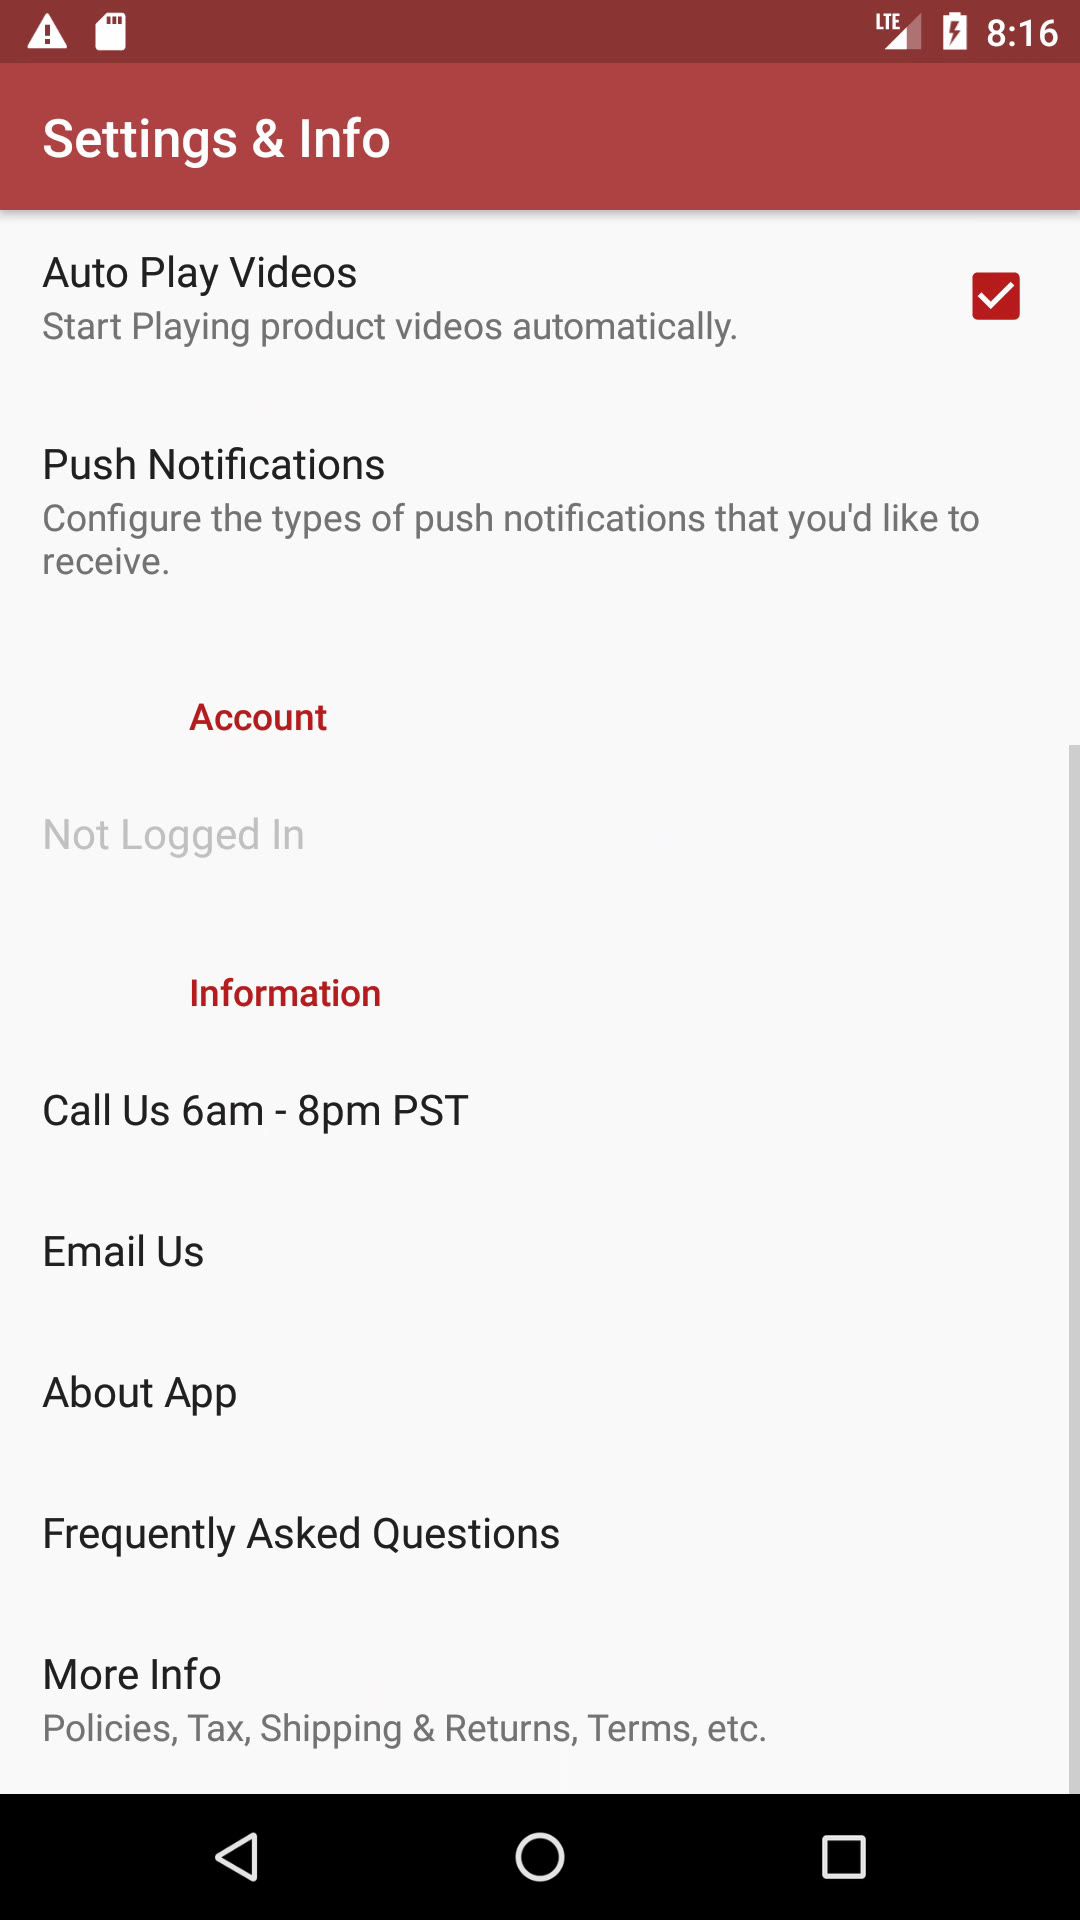 LTE 8:16
Settings & Info
Auto Play Videos
Start Playing product videos automatically.
Push Notifications
Configure the types of push notifications that you'd like to
receive.
Account
Not Logged In
Information
Call Us 6am - 8pm PST
Email Us
About App
Frequently Asked Questions
More Info
Policies, Tax, Shipping & Returns, Terms, etc.